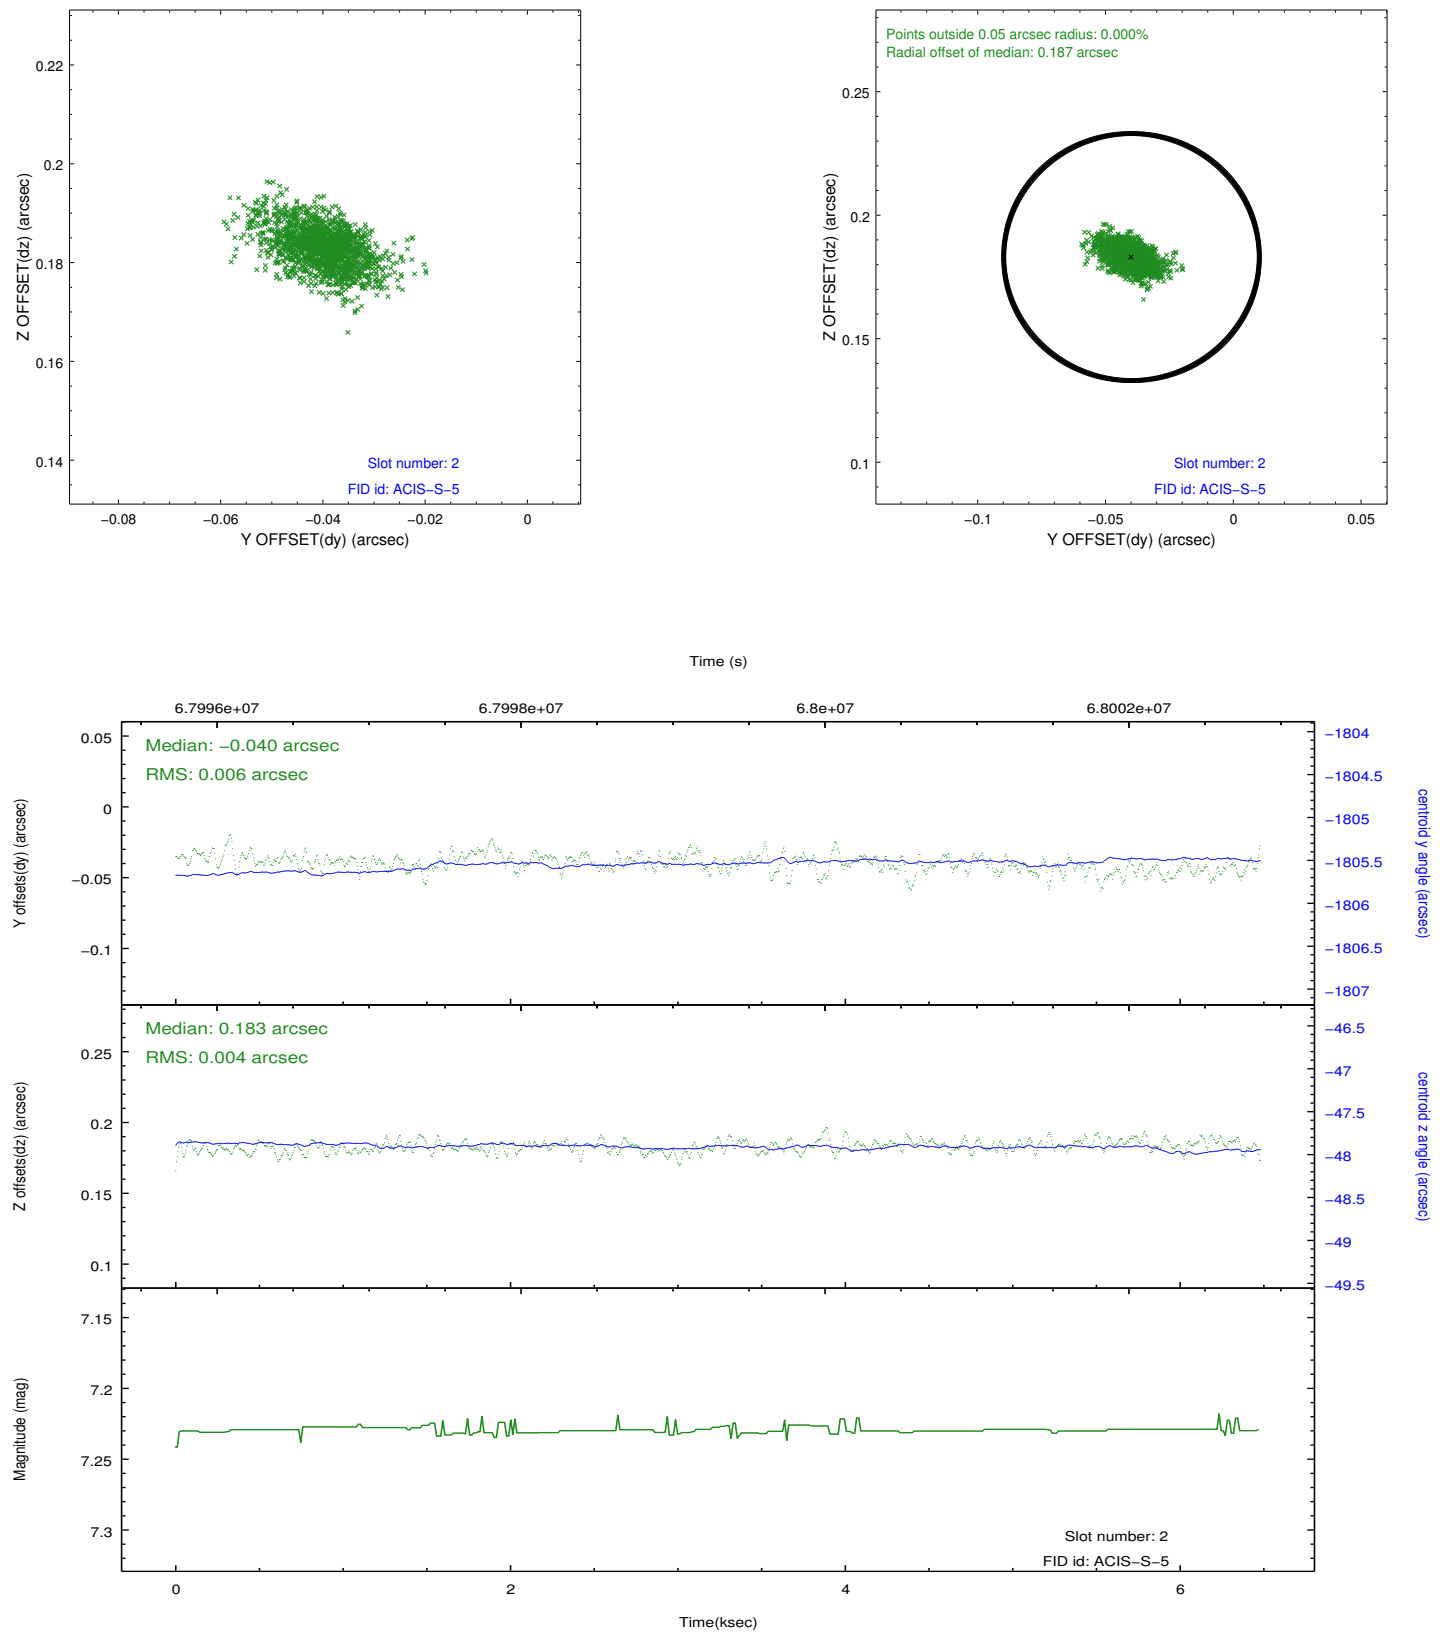 0.22
0.2
0.18
0.16
0.14
Z OFFSET(dz) (arcsec)
Slot number: 2
FID id: ACIS−S−5
−0.08 −0.06 −0.04 −0.02 0
Y OFFSET(dy) (arcsec)
Points outside 0.05 arcsec radius: 0.000%
Radial offset of median: 0.187 arcsec
0.25
0.2
0.15
0.1
Z OFFSET(dz) (arcsec)
Slot number: 2
FID id: ACIS−S−5
−0.1 −0.05 0 0.05
Y OFFSET(dy) (arcsec)
Time (s)
6.7996e+07 6.7998e+07 6.8e+07 6.8002e+07
Median: −0.040 arcsec
RMS: 0.006 arcsec
0.05
0
−0.05
−0.1
Y offsets(dy) (arcsec)
−1804
−1804.5
−1805
−1805.5
−1806
−1806.5
−1807
centroid y angle (arcsec)
Median: 0.183 arcsec
RMS: 0.004 arcsec
0.25
0.2
0.15
0.1
Z offsets(dz) (arcsec)
−46.5
−47
−47.5
−48
−48.5
−49
−49.5
centroid z angle (arcsec)
7.15
7.2
7.25
7.3
Magnitude (mag)
Slot number: 2
FID id: ACIS−S−5
0 2 4 6
Time(ksec)